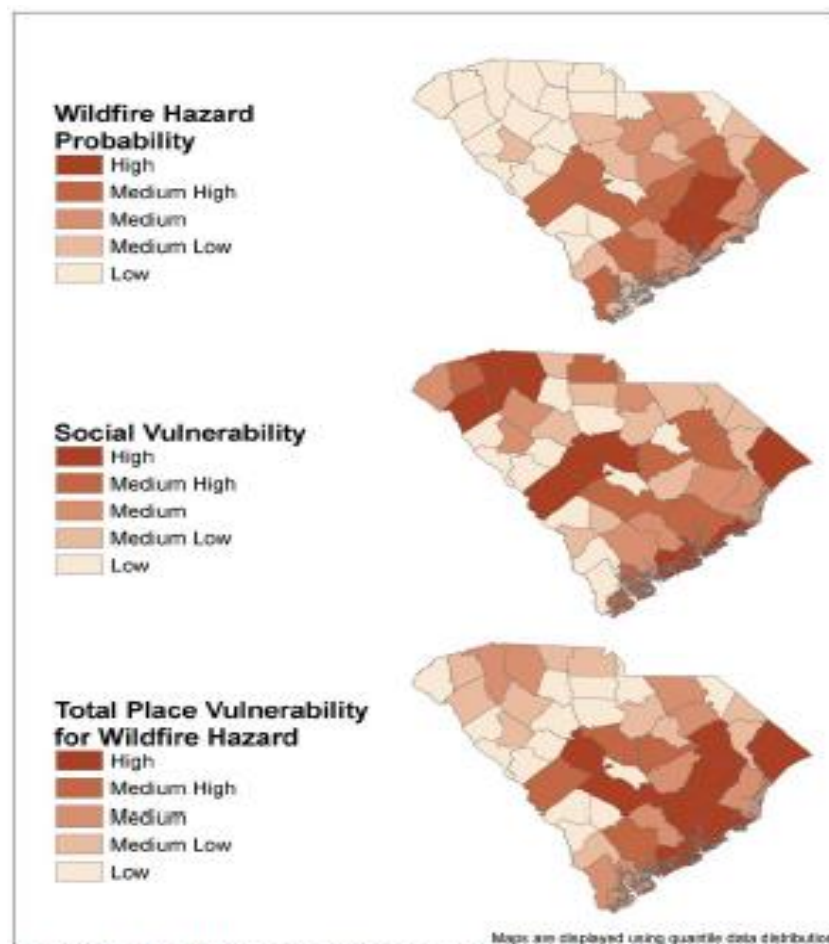 Wildfire Hazard
Probability
High
Medium High
Medium
Medium Low
Low
Social Vulnerability
High
Medium High
Medium
Medium Low
Low
Total Place Vulnerability
for Wildfire Hazard
High
Medium High
Medium
Medium Low
Low
Maps are displayed using quantile data distribution